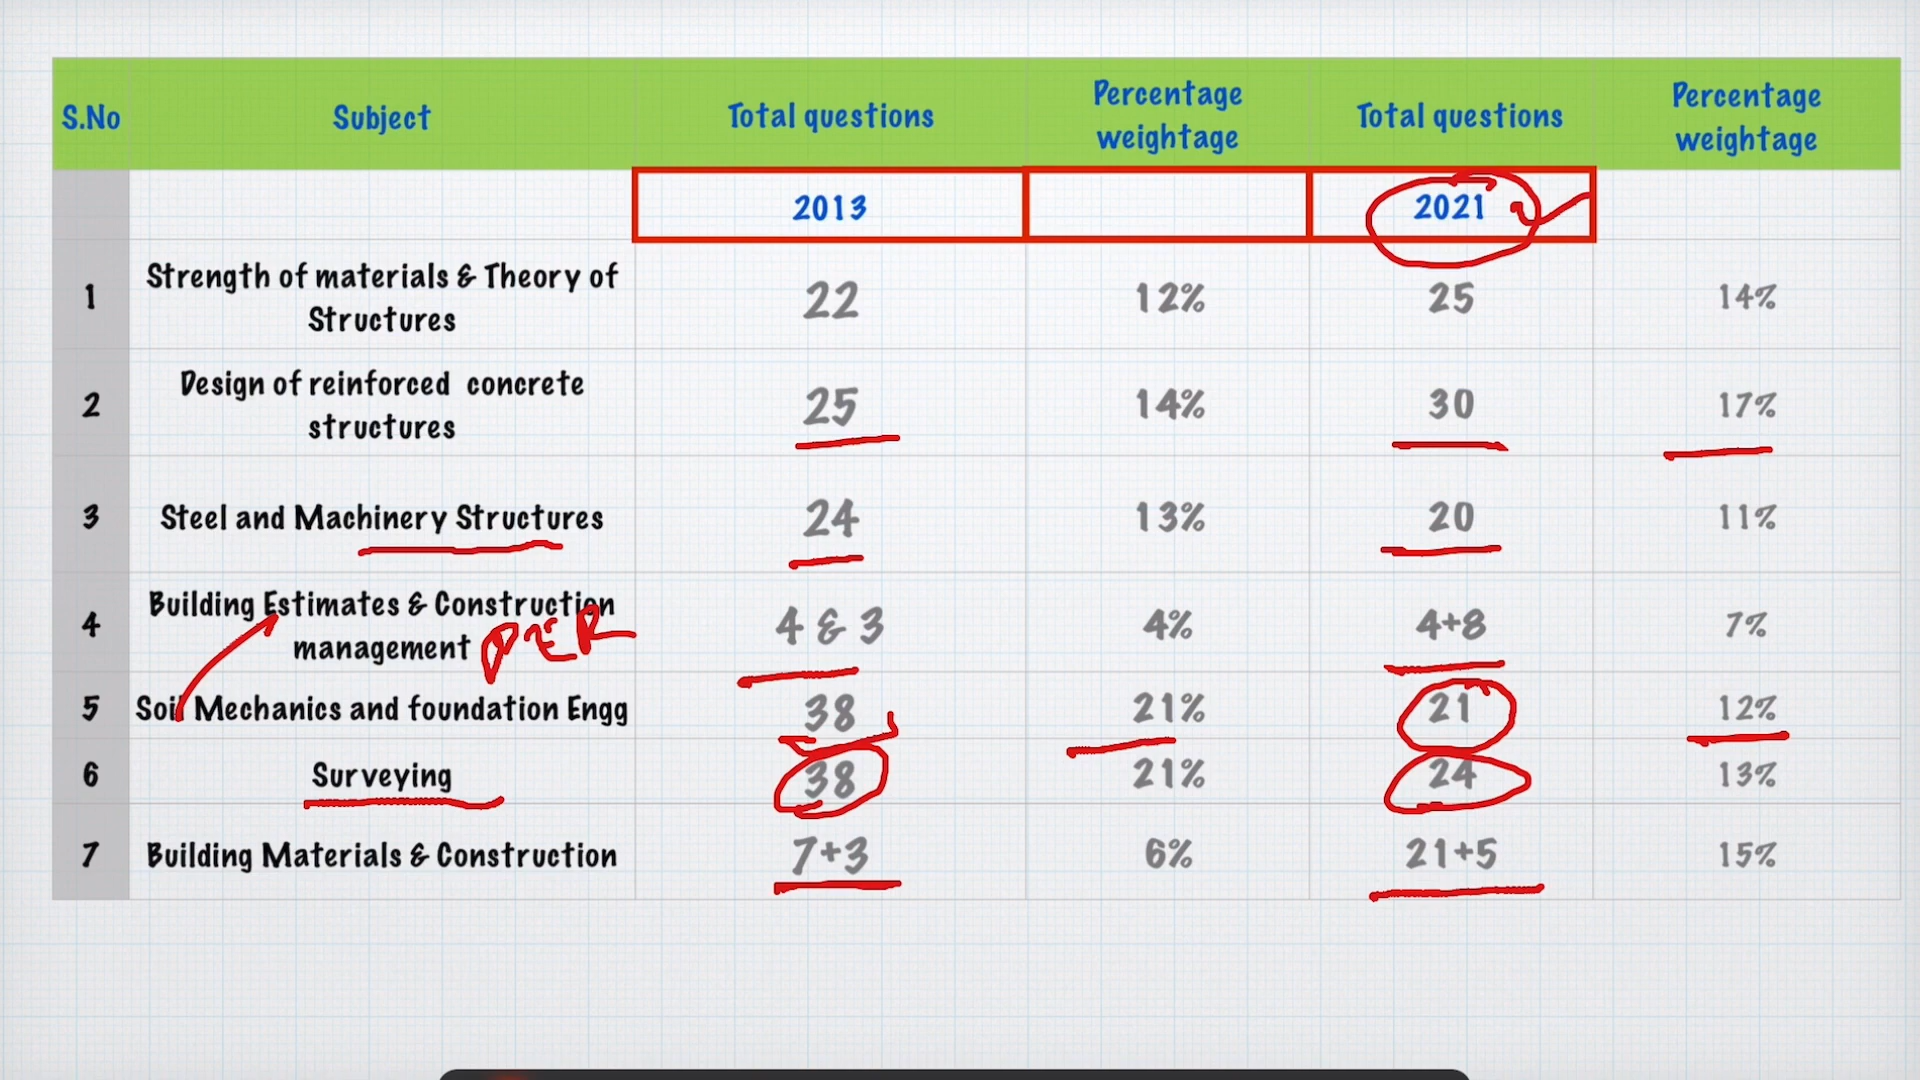 S.No Subject Total questions Percentage weightage Total questions Percentage weightage
2013 2021
1 Strength of materials & Theory of Structures 22 12% 25 14%
2 Design of reinforced concrete structures 25 14% 30 17%
3 Steel and Machinery Structures 24 13% 20 11%
4 Building Estimates & Construction management 4 & 3 4% 4+8 7%
5 Soil Mechanics and foundation Engg 38 21% 21 12%
6 Surveying 38 21% 24 13%
7 Building Materials & Construction 7+3 6% 21+5 15%